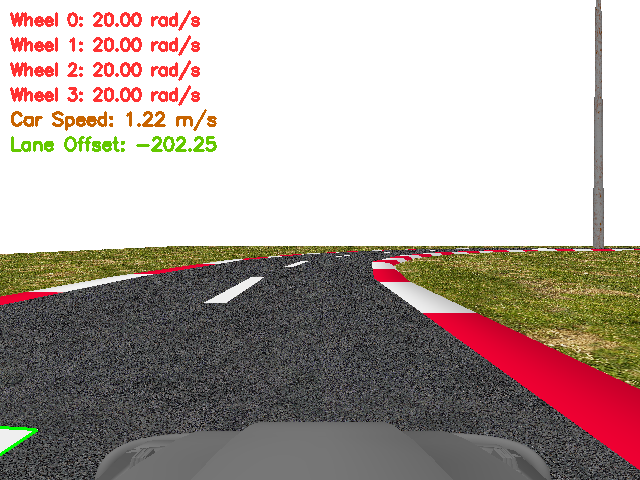 Wheel 0: 20.00 rad/s
Wheel 1: 20.00 rad/s
Wheel 2: 20.00 rad/s
Wheel 3: 20.00 rad/s
Car Speed: 1.22 m/s
Lane Offset: -202.25